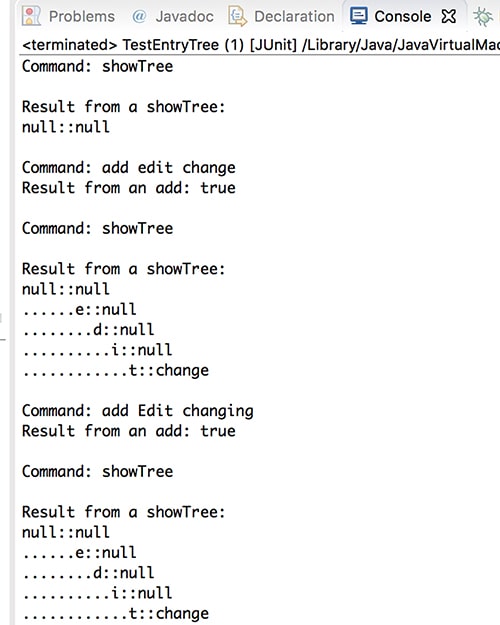 Problems Javadoc Declaration Console
<terminated> TestEntryTree (1) [JUnit] /Library/Java/JavaVirtualMac
Command: showTree
Result from a showTree:
null::null
Command: add edit change
Result from an add: true
Command: showTree
Result from a showTree:
null::null
......e::null
........d::null
..........i::null
............t::change
Command: add Edit changing
Result from an add: true
Command: showTree
Result from a showTree:
null::null
......e::null
........d::null
..........i::null
............t::change